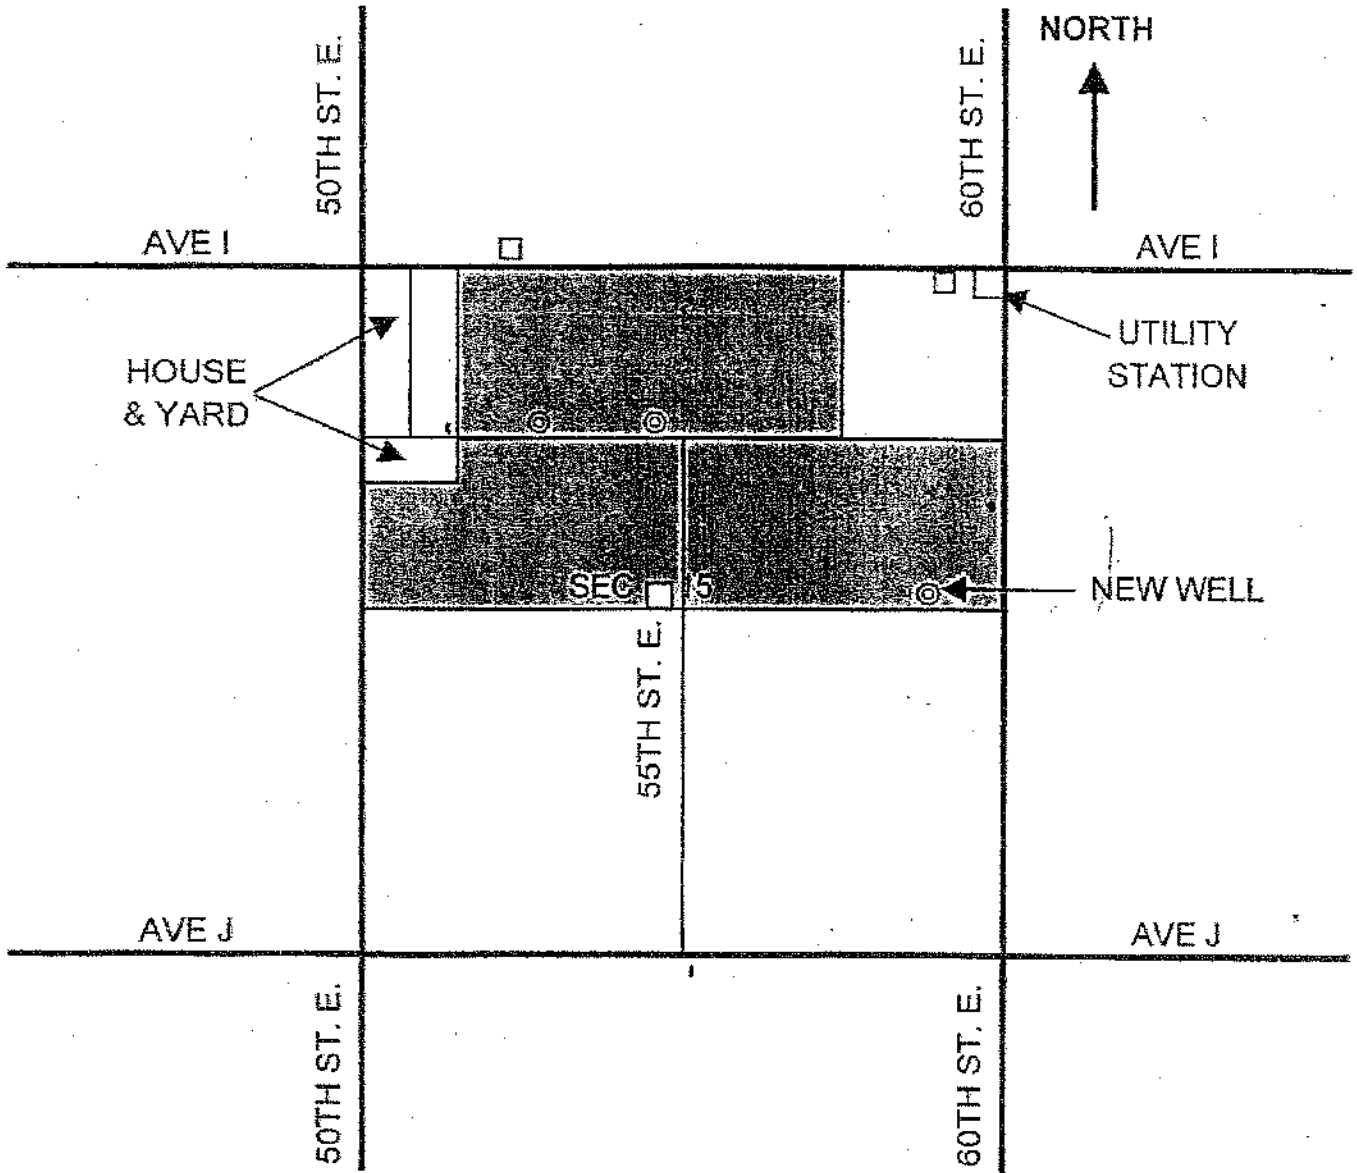 NORTH
50TH ST. E.
60TH ST. E.
AVE I
AVE I
UTILITY
STATION
HOUSE
& YARD
SEC 15
NEW WELL
55TH ST. E.
AVE J
AVE J
50TH ST. E.
60TH ST. E.